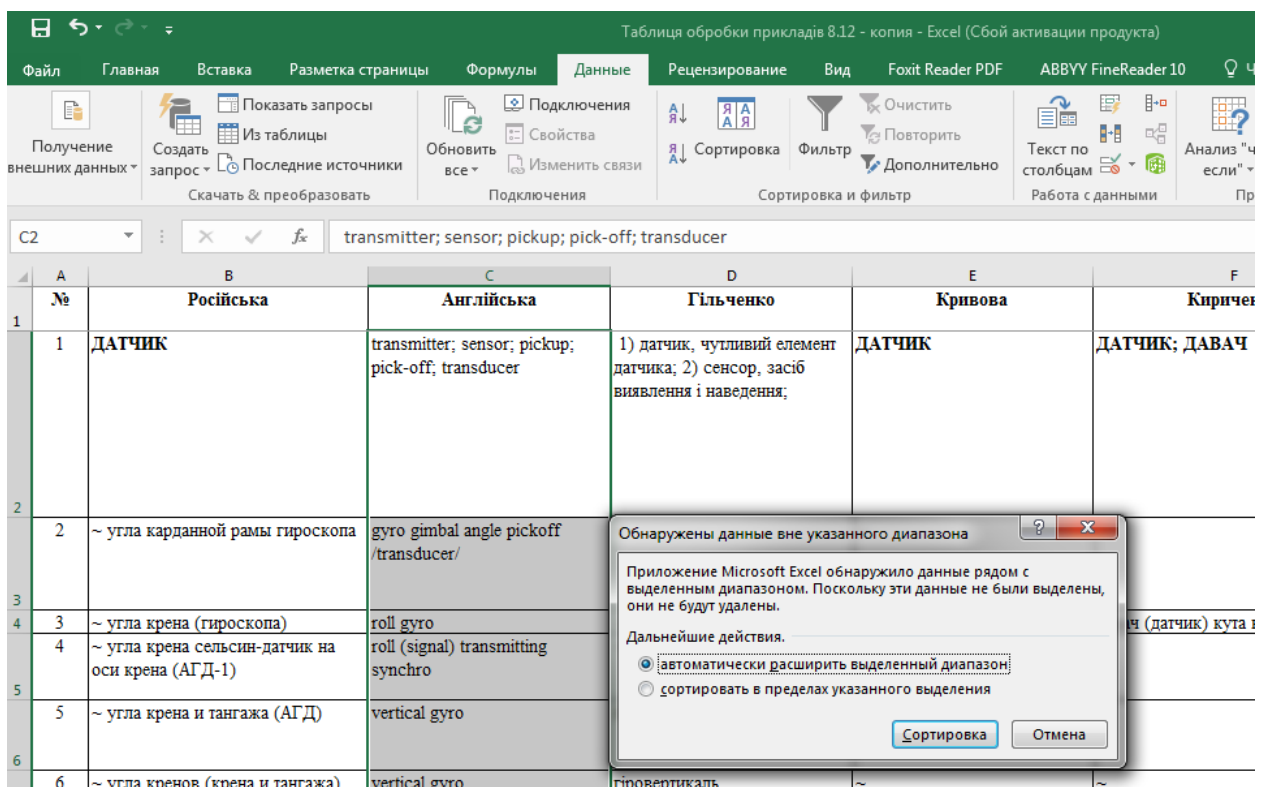 Таблиця обробки прикладів 8.12 - копия - Excel (Сбой активации продукта)
Файл Главная Вставка Разметка страницы Формулы Данные Рецензирование Вид Foxit Reader PDF ABBYY FineReader 10
Получение
внешних данных
Создать
запрос
Показать запросы
Из таблицы
Последние источники
Скачать & преобразовать
Обновить
все
Подключения
Свойства
Изменить связи
Подключения
Сортировка
Фильтр
Очистить
Повторить
Дополнительно
Сортировка и фильтр
Текст по
столбцам
Работа с данными
Анализ "ч
если"
Пр
C2 fx transmitter; sensor; pickup; pick-off; transducer
A B C D E F
1 № Російська Англійська Гільченко Кривова Киричен
2 1 ДАТЧИК transmitter; sensor; pickup; pick-off; transducer 1) датчик, чутливий елемент датчика; 2) сенсор, засіб виявлення і наведення; ДАТЧИК ДАТЧИК; ДАВАЧ
3 2 ~ угла карданной рамы гироскопа gyro gimbal angle pickoff /transducer/
4 3 ~ угла крена (гироскопа) roll gyro ач (датчик) кута
5 4 ~ угла крена сельсин-датчик на оси крена (АГД-1) roll (signal) transmitting synchro
6 5 ~ угла крена и тангажа (АГД) vertical gyro
6 ~ угла кренов (крена и тангажа) vertical gyro гіровертикаль ~ ~
Обнаружены данные вне указанного диапазона
Приложение Microsoft Excel обнаружило данные рядом с
выделенным диапазоном. Поскольку эти данные не были выделены,
они не будут удалены.
Дальнейшие действия.
автоматически расширить выделенный диапазон
сортировать в пределах указанного выделения
Сортировка Отмена